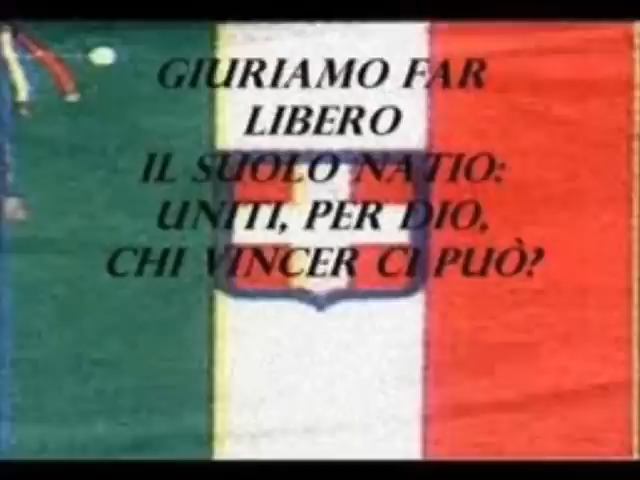 GIURIAMO FAR
LIBERO
IL SUOLO NATIO:
UNITI, PER DIO,
CHI VINCER CI PUÒ?